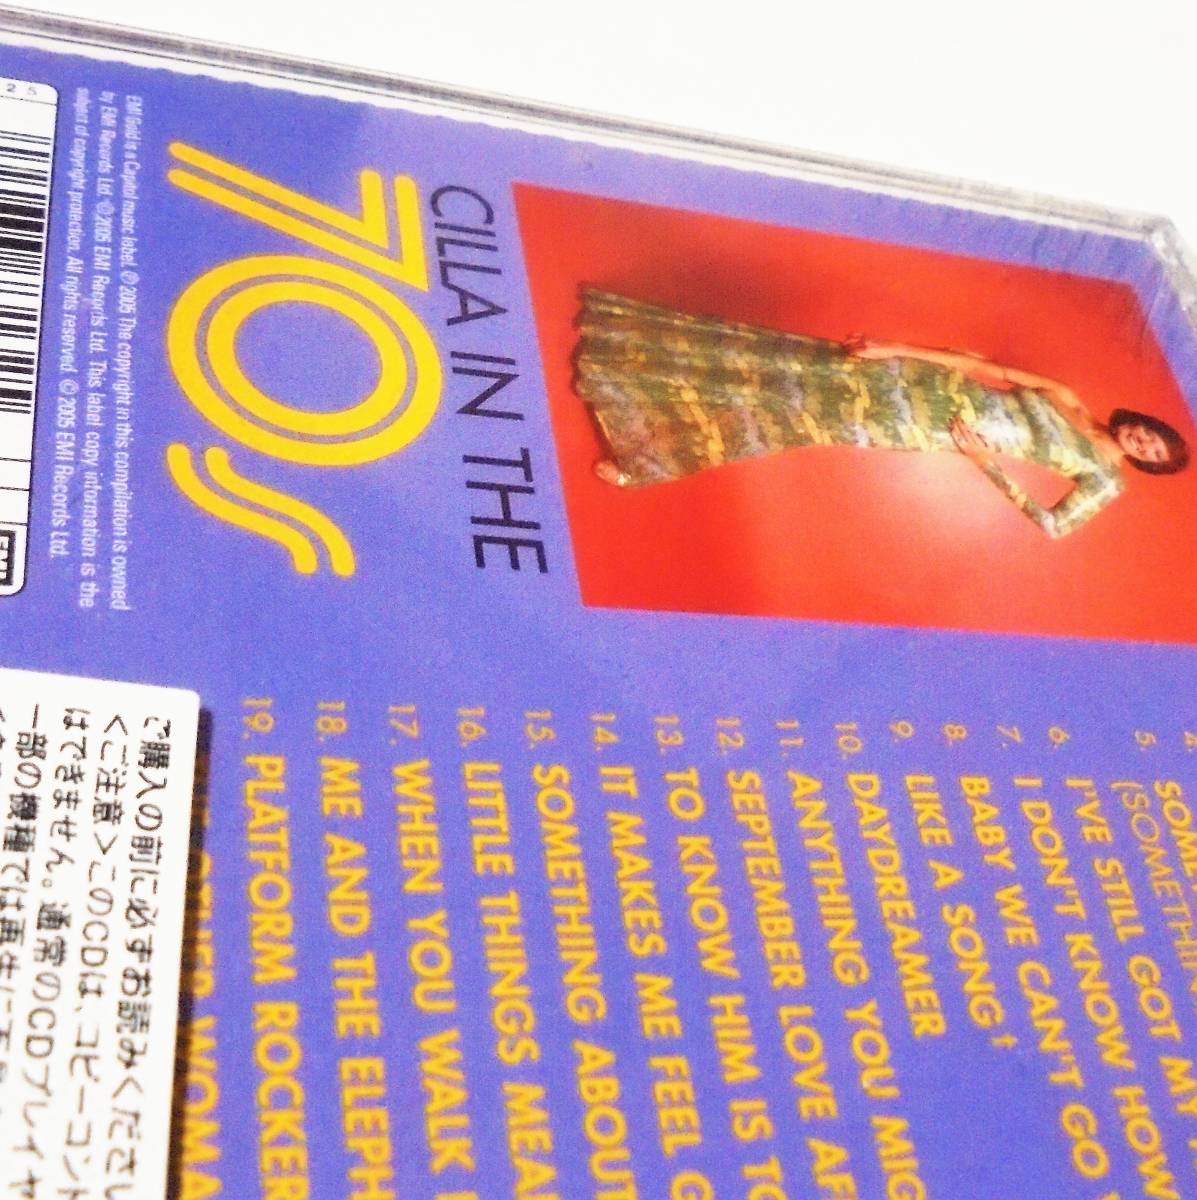 CILLA IN THE
70s
SOMETHIN
5. (SOMETHIN
6. I'VE STILL GOT MY
7. I DON'T KNOW HOW
8. BABY WE CAN'T GO
9. LIKE A SONG †
10. DAYDREAMER
11. ANYTHING YOU MIG
12. SEPTEMBER LOVE AF
13. TO KNOW HIM IS TO
14. IT MAKES ME FEEL G
15. SOMETHING ABOUT
16. LITTLE THINGS MEA
17. WHEN YOU WALK
18. ME AND THE ELEPH
19. PLATFORM ROCKER
WOMA
EMI Gold is a Capitol music label. ℗ 2005 The copyright in this compilation is owned
by EMI Records Ltd. © 2005 EMI Records Ltd. This label copy information is the
subject of copyright protection. All rights reserved. © 2005 EMI Records Ltd.
25
EMI
ご購入の前に必ずお読みくださ
<ご注意>このCDは、コピーコント
はできません。通常のCDプレイヤ
一部の機種では再生に